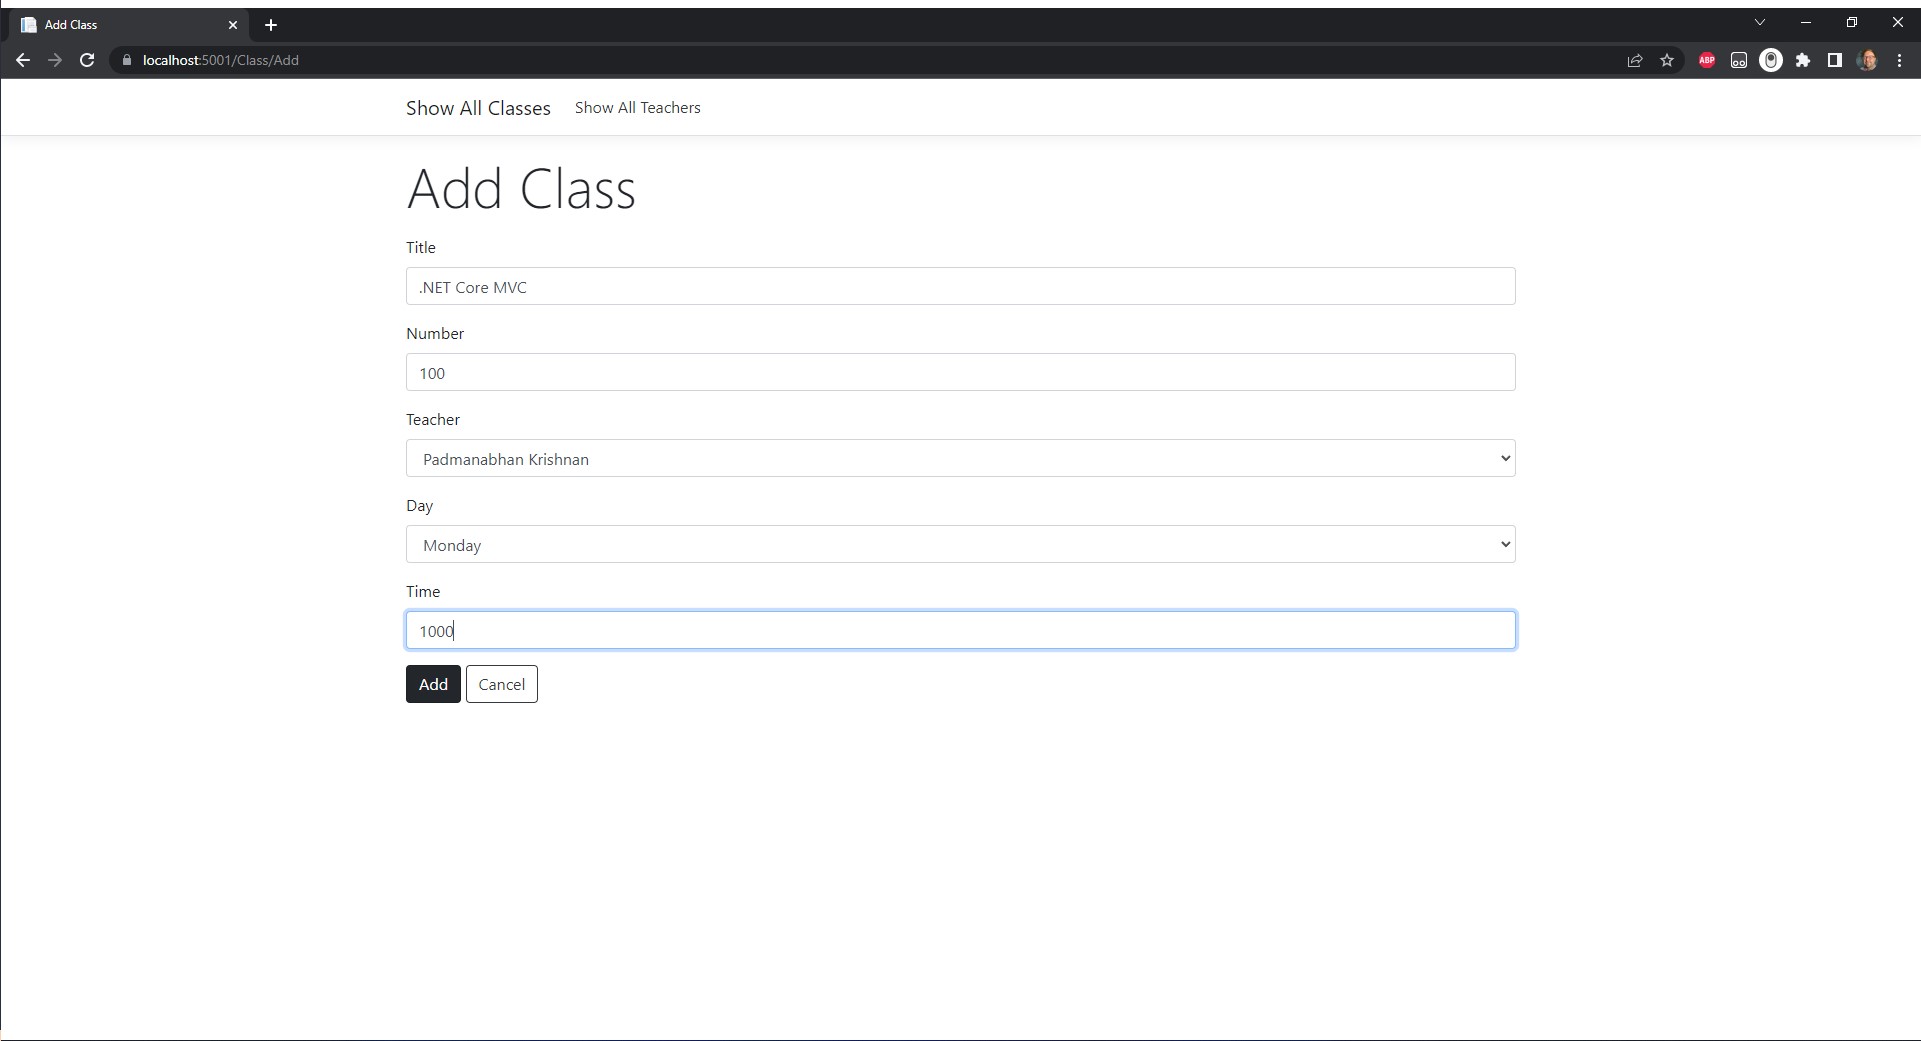 Add Class
localhost:5001/Class/Add
ABP
Show All Classes Show All Teachers
Add Class
Title
.NET Core MVC
Number
100
Teacher
Padmanabhan Krishnan
Day
Monday
Time
1000
Add Cancel